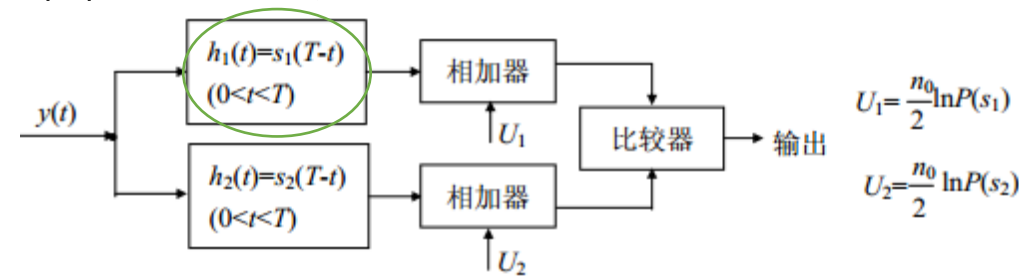 h₁(t)=s₁(T-t)
(0<t<T)
相加器
U₁
y(t)
比较器
输出
h₂(t)=s₂(T-t)
(0<t<T)
相加器
U₂
U₁= n₀/2 lnP(s₁)
U₂= n₀/2 lnP(s₂)